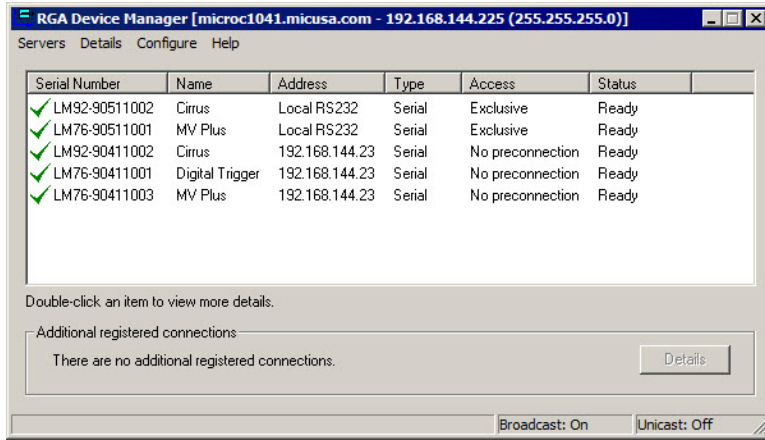 RGA Device Manager [microc1041.micusa.com - 192.168.144.225 (255.255.255.0)]
Servers Details Configure Help
Serial Number Name Address Type Access Status
LM92-90511002 Cirrus Local RS232 Serial Exclusive Ready
LM76-90511001 MV Plus Local RS232 Serial Exclusive Ready
LM92-90411002 Cirrus 192.168.144.23 Serial No preconnection Ready
LM76-90411001 Digital Trigger 192.168.144.23 Serial No preconnection Ready
LM76-90411003 MV Plus 192.168.144.23 Serial No preconnection Ready
Double-click an item to view more details.
Additional registered connections
There are no additional registered connections. Details
Broadcast: On Unicast: Off